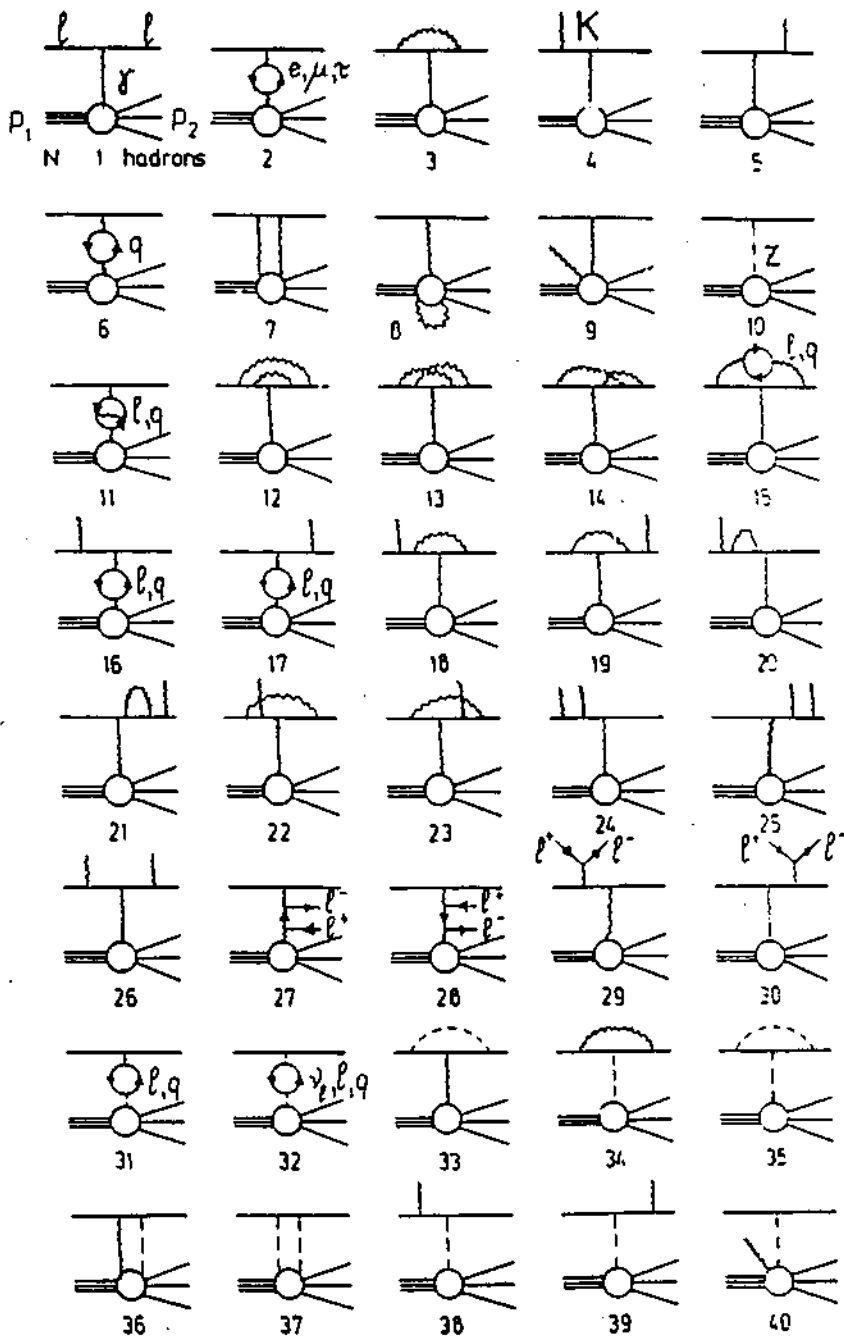 ℓ ℓ K
γ e,μ,τ
p₁ p₂
N 1 hadrons 2 3 4 5
q Z
6 7 8 9 10
ℓ,q ℓ,q
11 12 13 14 15
ℓ,q ℓ,q
16 17 18 19 20
21 22 23 24 25
ℓ⁺ ℓ⁻ ℓ⁺ ℓ⁻
ℓ⁻ ℓ⁺
ℓ⁺ ℓ⁻
26 27 28 29 30
ℓ,q ν_ℓ,ℓ,q
31 32 33 34 35
36 37 38 39 40